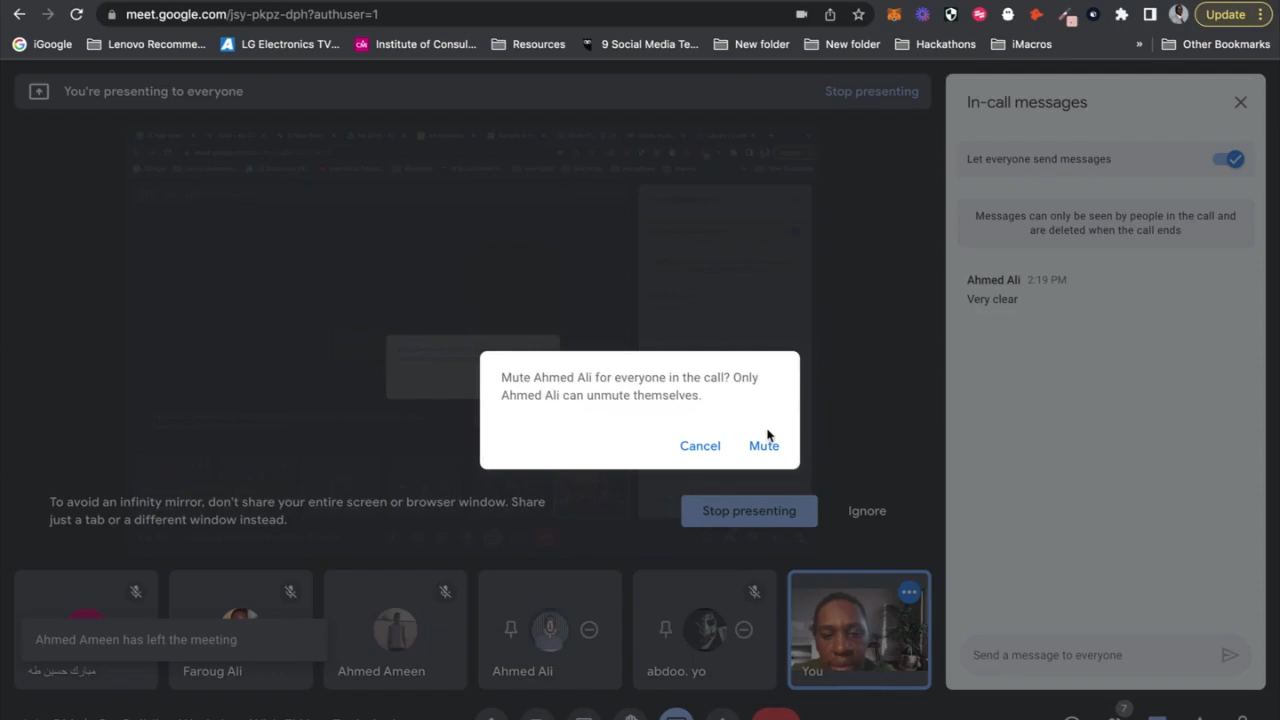 meet.google.com/jsy-pkpz-dph?authuser=1
Update
iGoogle
Lenovo Recomme...
LG Electronics TV...
Institute of Consul...
Resources
9 Social Media Te...
New folder
New folder
Hackathons
iMacros
»
Other Bookmarks
You're presenting to everyone
Stop presenting
In-call messages
Let everyone send messages
Messages can only be seen by people in the call and
are deleted when the call ends
Ahmed Ali 2:19 PM
Very clear
Mute Ahmed Ali for everyone in the call? Only
Ahmed Ali can unmute themselves.
Cancel
Mute
To avoid an infinity mirror, don't share your entire screen or browser window. Share
just a tab or a different window instead.
Stop presenting
Ignore
Ahmed Ameen has left the meeting
مبارك حسين طه
Faroug Ali
Ahmed Ameen
Ahmed Ali
abdoo. yo
You
Send a message to everyone
7